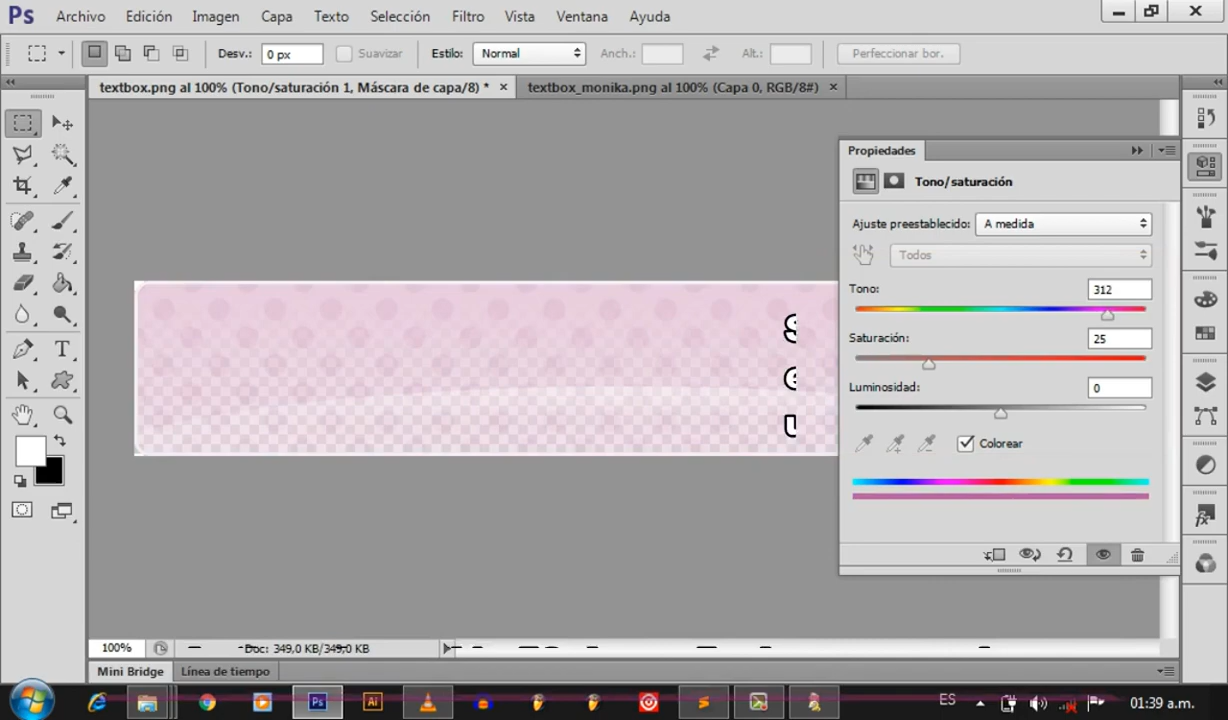 Ps Archivo Edición Imagen Capa Texto Selección Filtro Vista Ventana Ayuda
Desv.: 0 px Suavizar Estilo: Normal Anch.: Alt.: Perfeccionar bor.
textbox.png al 100% (Tono/saturación 1, Máscara de capa/8) * × textbox_monika.png al 100% (Capa 0, RGB/8#) ×
Propiedades
Tono/saturación
Ajuste preestablecido: A medida
Todos
Tono: 312
Saturación: 25
Luminosidad: 0
Colorear
100% Doc: 349,0 KB/349,0 KB
Mini Bridge Línea de tiempo
Ps Ai ES 01:39 a.m.